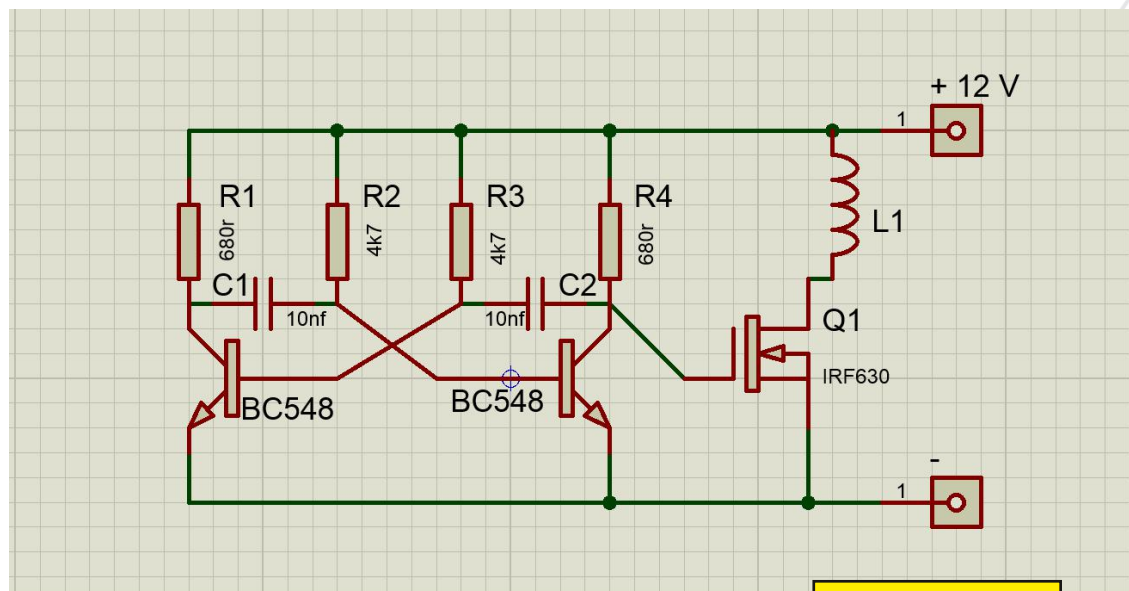 + 12 V
1
R1
R2
R3
R4
680r
4k7
4k7
680r
L1
C1
C2
10nf
10nf
Q1
IRF630
BC548
BC548
-
1